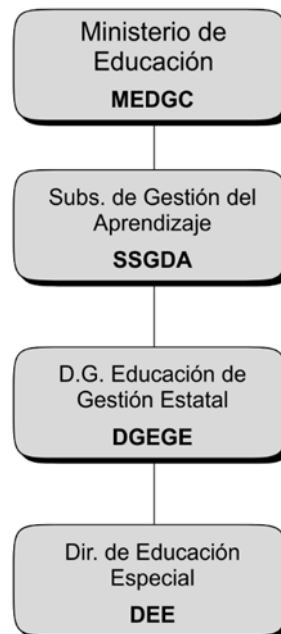 Ministerio de
Educación
MEDGC
Subs. de Gestión del
Aprendizaje
SSGDA
D.G. Educación de
Gestión Estatal
DGEGE
Dir. de Educación
Especial
DEE